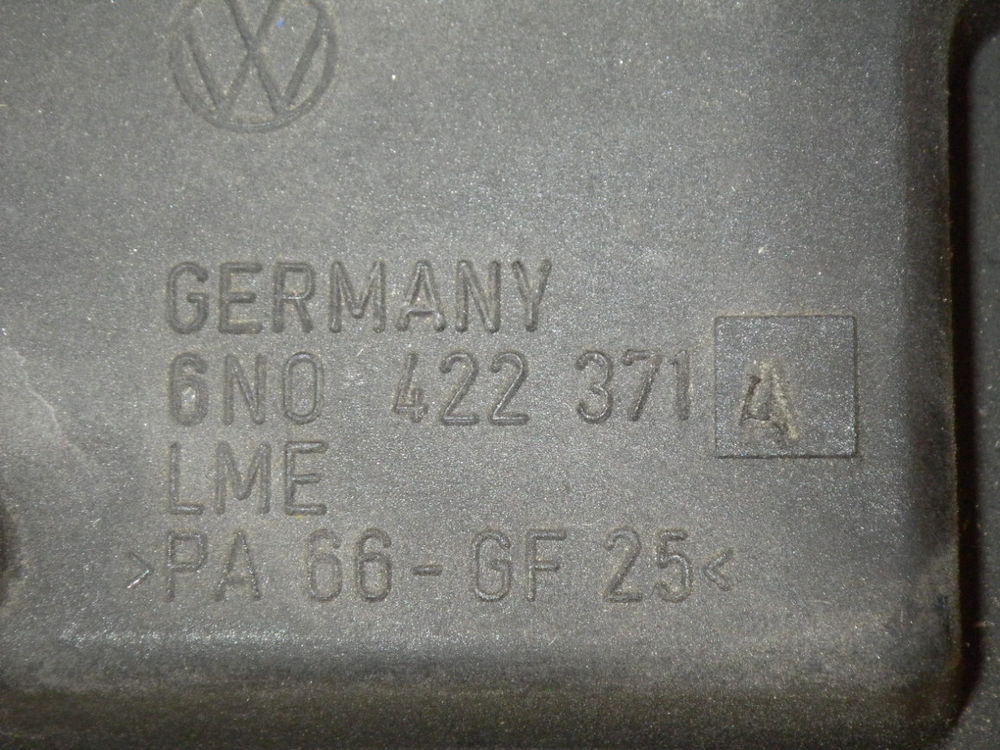 GERMANY
6N0 422 371 A
LME
>PA 66-GF 25<